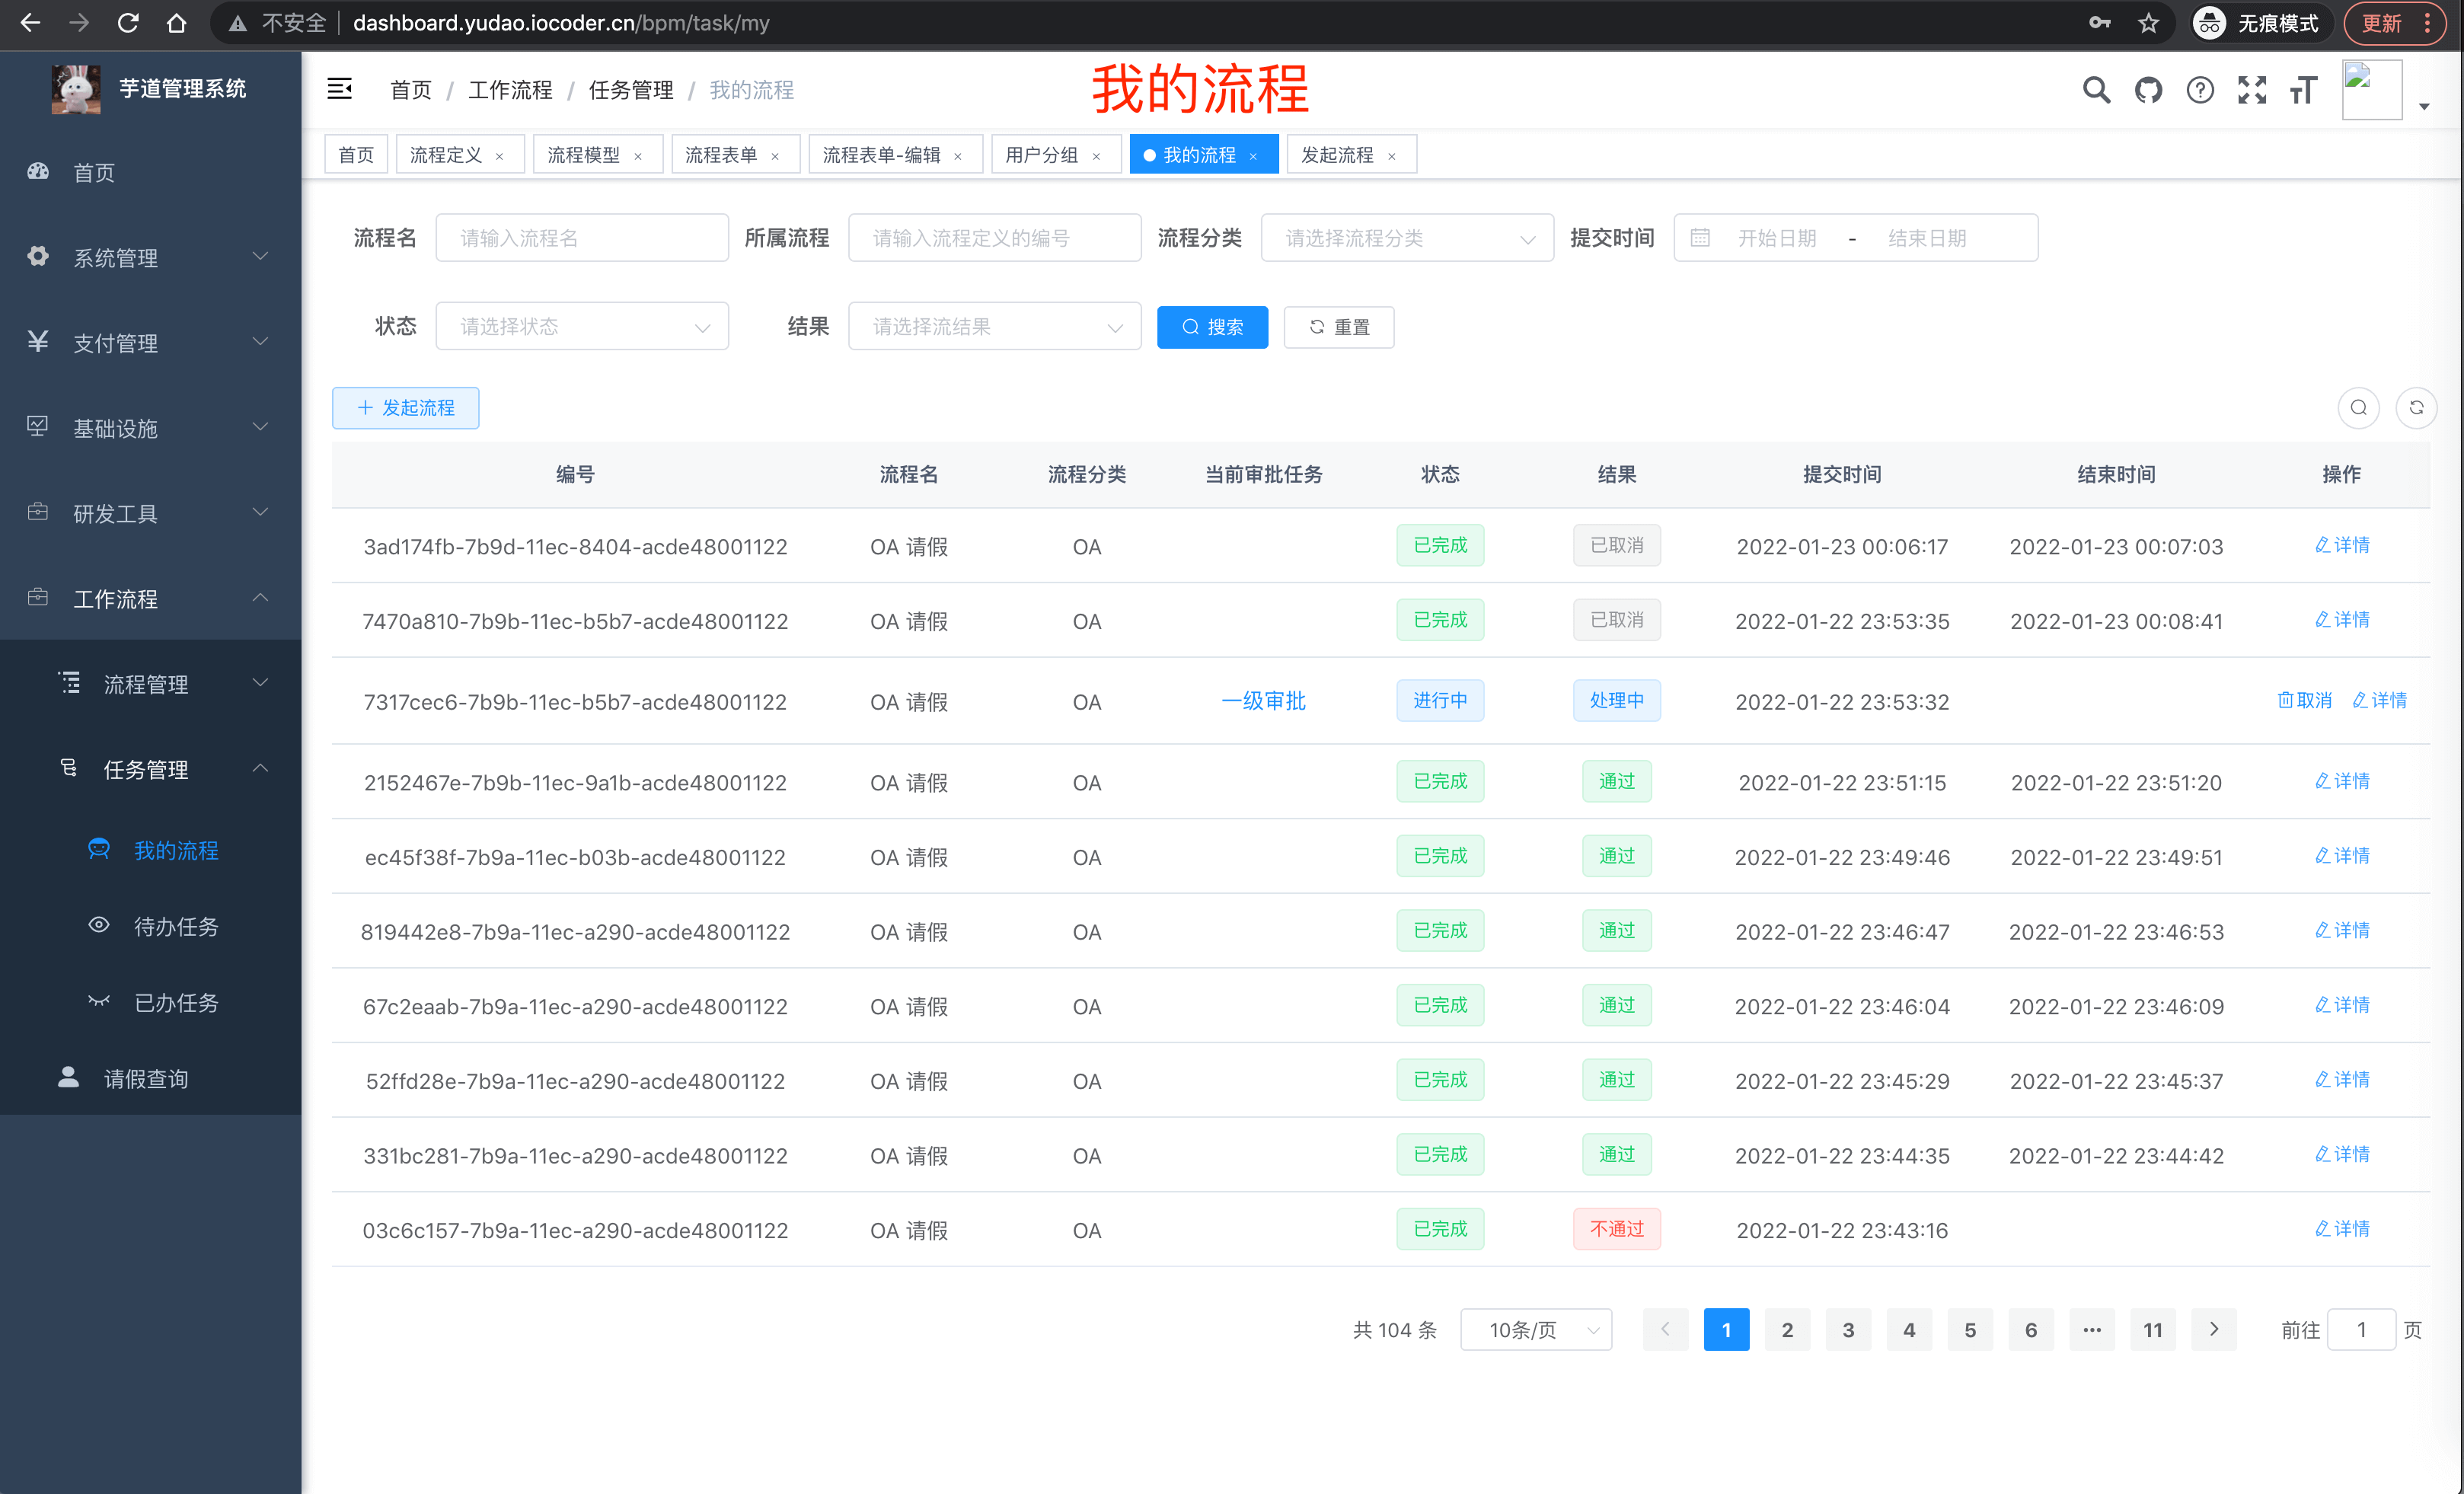 不安全 dashboard.yudao.iocoder.cn/bpm/task/my 无痕模式 更新
芋道管理系统
首页
系统管理
支付管理
基础设施
研发工具
工作流程
流程管理
任务管理
我的流程
待办任务
已办任务
请假查询
首页 / 工作流程 / 任务管理 / 我的流程
我的流程
首页 流程定义 × 流程模型 × 流程表单 × 流程表单-编辑 × 用户分组 × 我的流程 × 发起流程 ×
流程名 请输入流程名 所属流程 请输入流程定义的编号 流程分类 请选择流程分类 提交时间 开始日期 - 结束日期
状态 请选择状态 结果 请选择流结果 搜索 重置
发起流程
编号 流程名 流程分类 当前审批任务 状态 结果 提交时间 结束时间 操作
3ad174fb-7b9d-11ec-8404-acde48001122 OA 请假 OA 已完成 已取消 2022-01-23 00:06:17 2022-01-23 00:07:03 详情
7470a810-7b9b-11ec-b5b7-acde48001122 OA 请假 OA 已完成 已取消 2022-01-22 23:53:35 2022-01-23 00:08:41 详情
7317cec6-7b9b-11ec-b5b7-acde48001122 OA 请假 OA 一级审批 进行中 处理中 2022-01-22 23:53:32 取消 详情
2152467e-7b9b-11ec-9a1b-acde48001122 OA 请假 OA 已完成 通过 2022-01-22 23:51:15 2022-01-22 23:51:20 详情
ec45f38f-7b9a-11ec-b03b-acde48001122 OA 请假 OA 已完成 通过 2022-01-22 23:49:46 2022-01-22 23:49:51 详情
819442e8-7b9a-11ec-a290-acde48001122 OA 请假 OA 已完成 通过 2022-01-22 23:46:47 2022-01-22 23:46:53 详情
67c2eaab-7b9a-11ec-a290-acde48001122 OA 请假 OA 已完成 通过 2022-01-22 23:46:04 2022-01-22 23:46:09 详情
52ffd28e-7b9a-11ec-a290-acde48001122 OA 请假 OA 已完成 通过 2022-01-22 23:45:29 2022-01-22 23:45:37 详情
331bc281-7b9a-11ec-a290-acde48001122 OA 请假 OA 已完成 通过 2022-01-22 23:44:35 2022-01-22 23:44:42 详情
03c6c157-7b9a-11ec-a290-acde48001122 OA 请假 OA 已完成 不通过 2022-01-22 23:43:16 详情
共 104 条 10条/页 1 2 3 4 5 6 ··· 11 前往 1 页